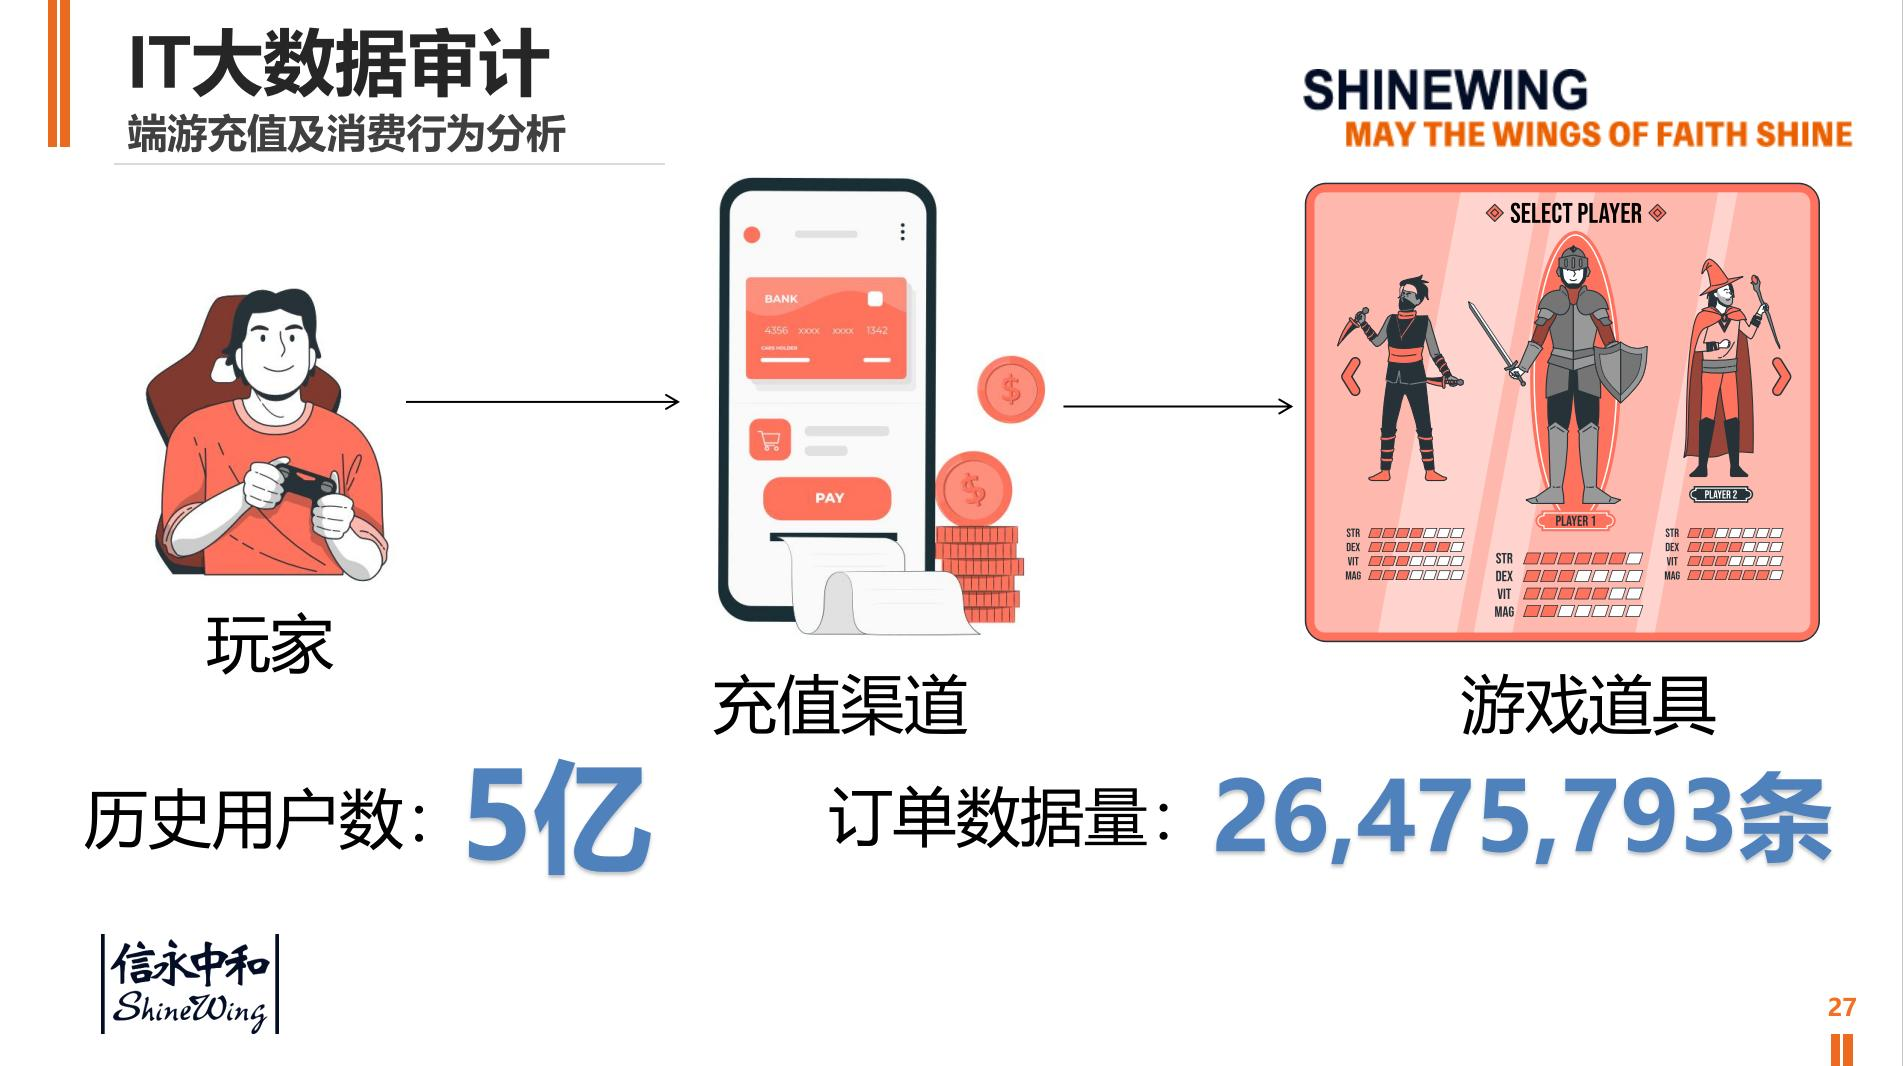 IT大数据审计
端游充值及消费行为分析
SHINEWING
MAY THE WINGS OF FAITH SHINE
BANK
4356 xxxx xxxx 1342
CARD HOLDER
PAY
SELECT PLAYER
PLAYER 2
PLAYER 1
STR
DEX
VIT
MAG
STR
DEX
VIT
MAG
STR
DEX
VIT
MAG
玩家
充值渠道
游戏道具
历史用户数：5亿
订单数据量：26,475,793条
信永中和
ShineWing
27